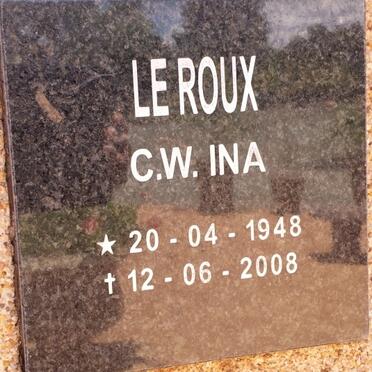 LE ROUX
C.W. INA
★ 20 - 04 - 1948
✝ 12 - 06 - 2008